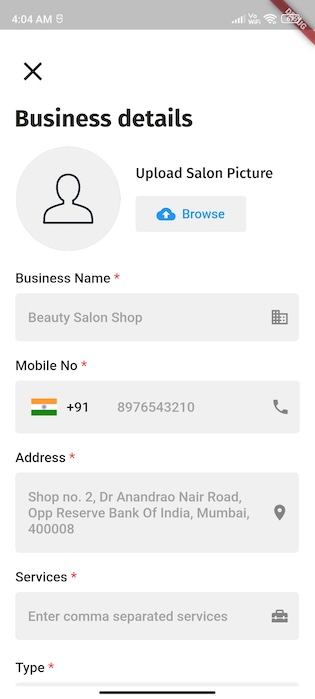 4:04 AM
Vo
WiFi
DEBUG
Business details
Upload Salon Picture
Browse
Business Name *
Beauty Salon Shop
Mobile No *
+91 8976543210
Address *
Shop no. 2, Dr Anandrao Nair Road,
Opp Reserve Bank Of India, Mumbai,
400008
Services *
Enter comma separated services
Type *